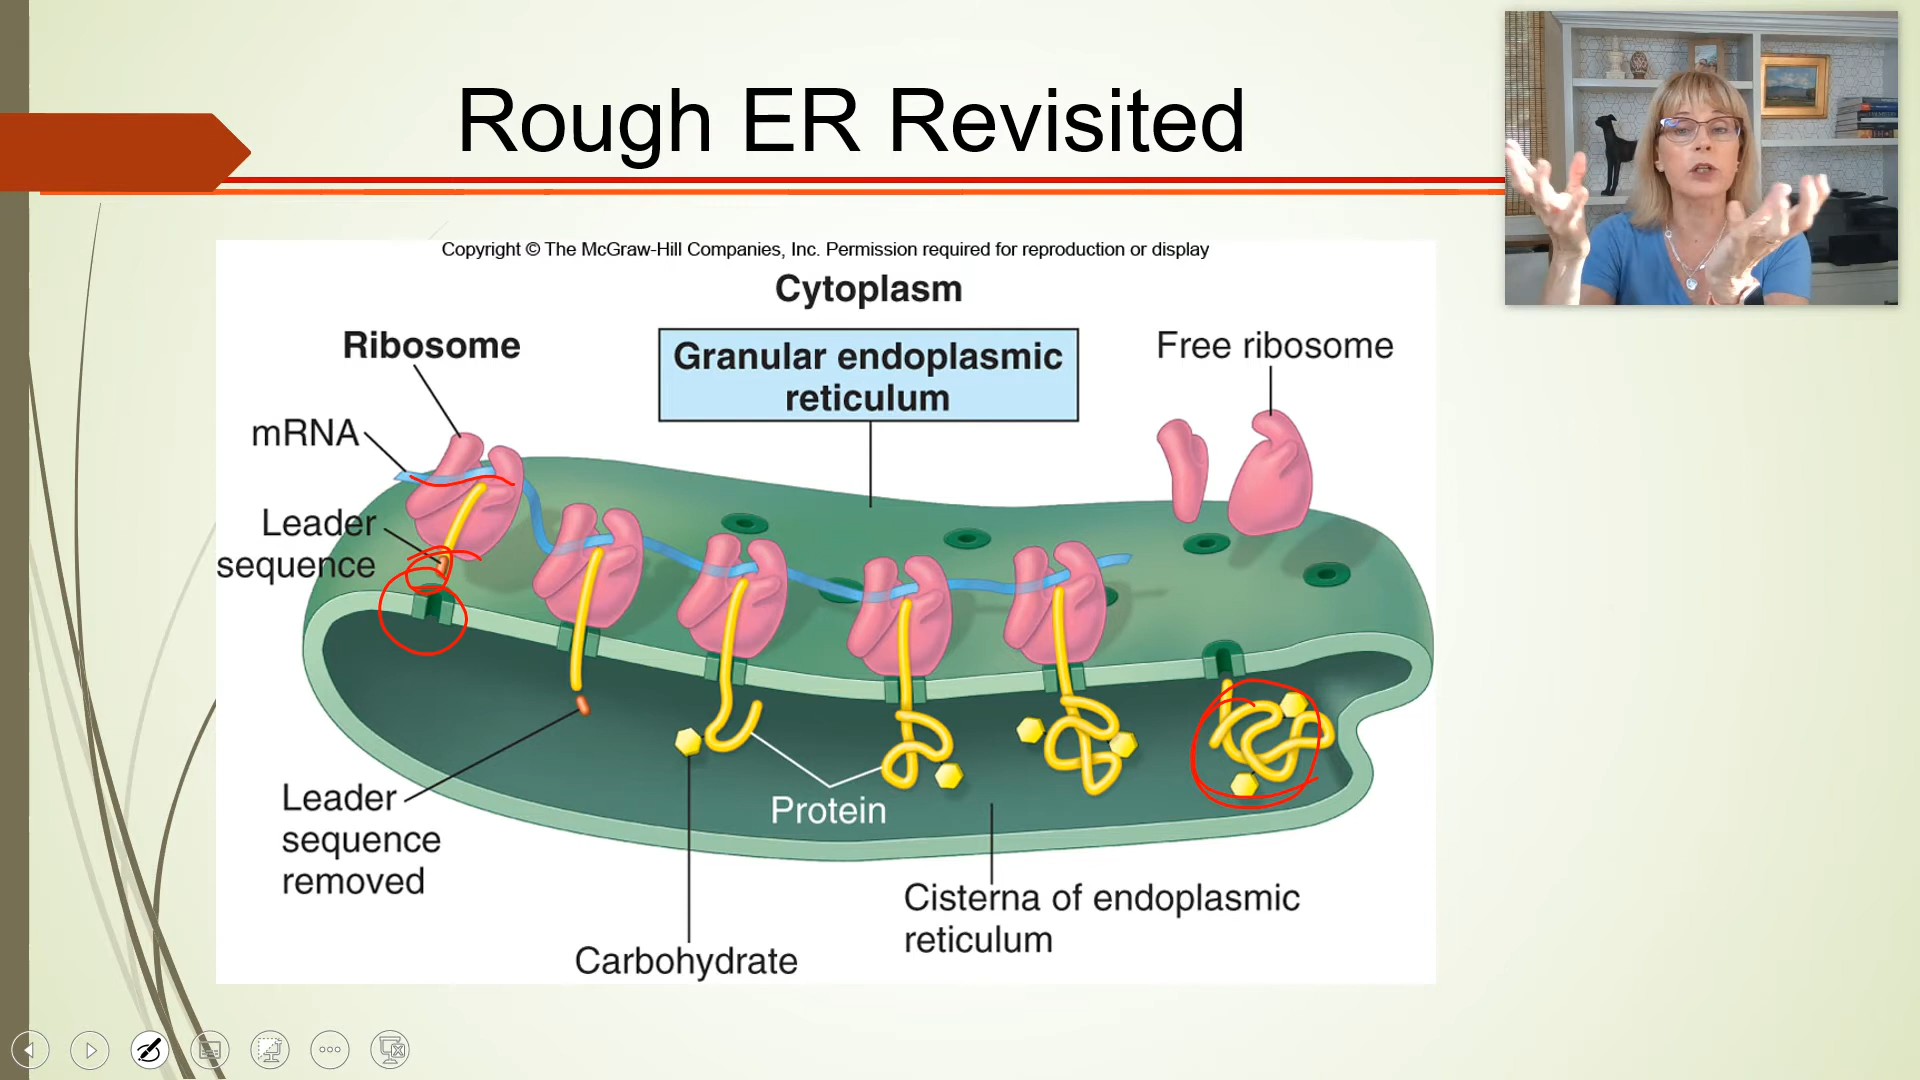 Rough ER Revisited
Copyright © The McGraw-Hill Companies, Inc. Permission required for reproduction or display
Cytoplasm
Ribosome
Granular endoplasmic
reticulum
Free ribosome
mRNA
Leader
sequence
Leader
sequence
removed
Protein
Carbohydrate
Cisterna of endoplasmic
reticulum